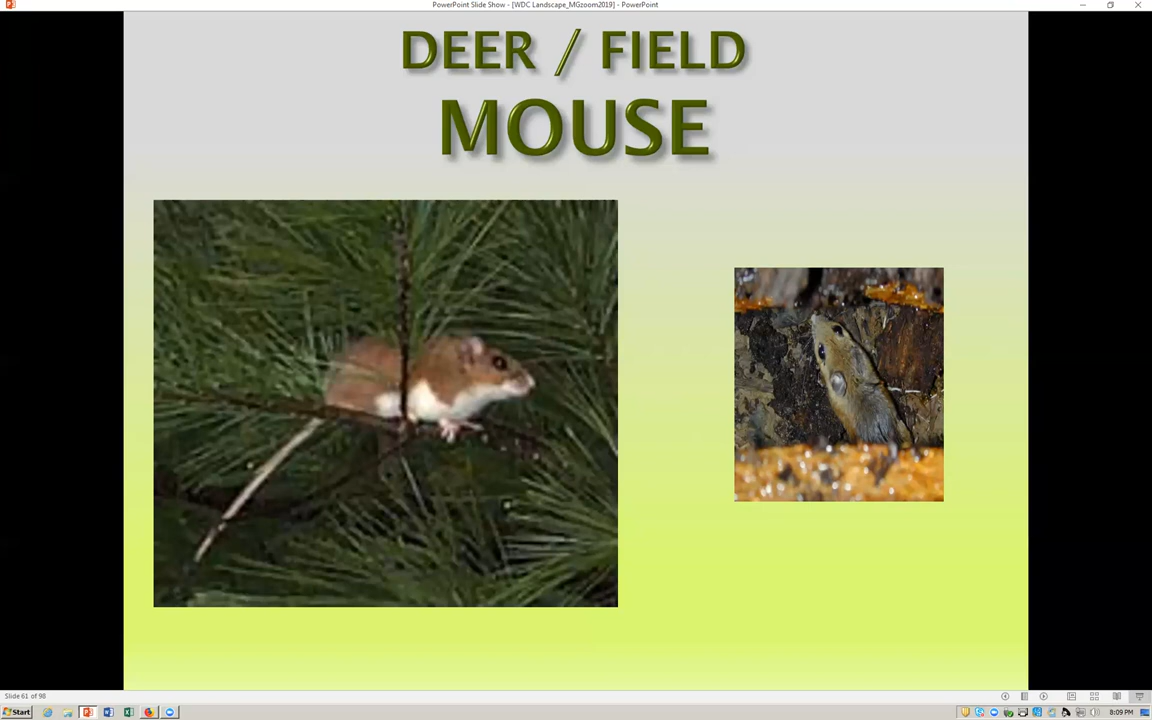 PowerPoint Slide Show - [WDC Landscape_MGzoom2019] - PowerPoint
DEER / FIELD
MOUSE
Slide 61 of 98
Start
8:09 PM